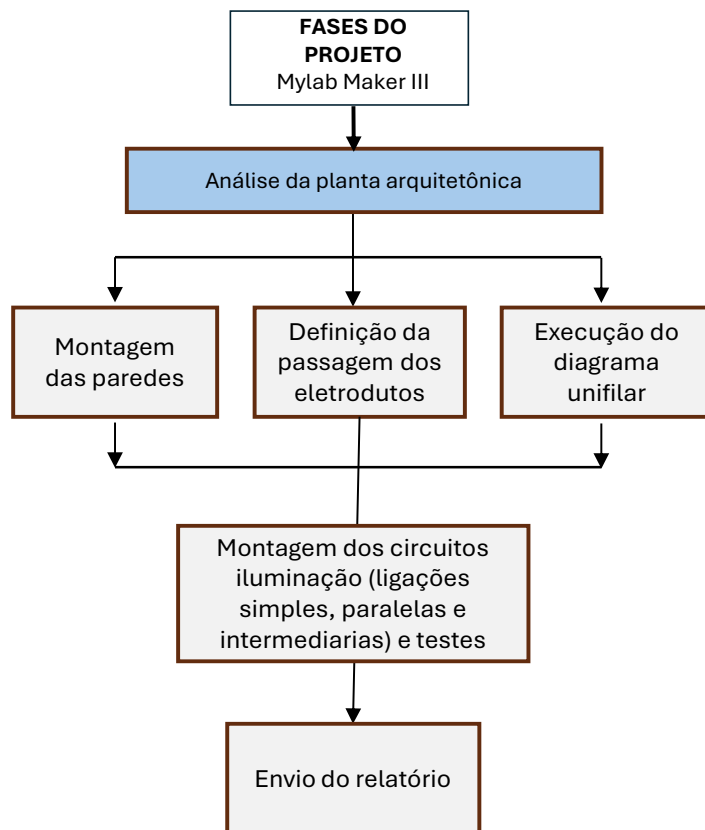 FASES DO
PROJETO
Mylab Maker III
Análise da planta arquitetônica
Montagem
das paredes
Definição da
passagem dos
eletrodutos
Execução do
diagrama
unifilar
Montagem dos circuitos
iluminação (ligações
simples, paralelas e
intermediarias) e testes
Envio do relatório